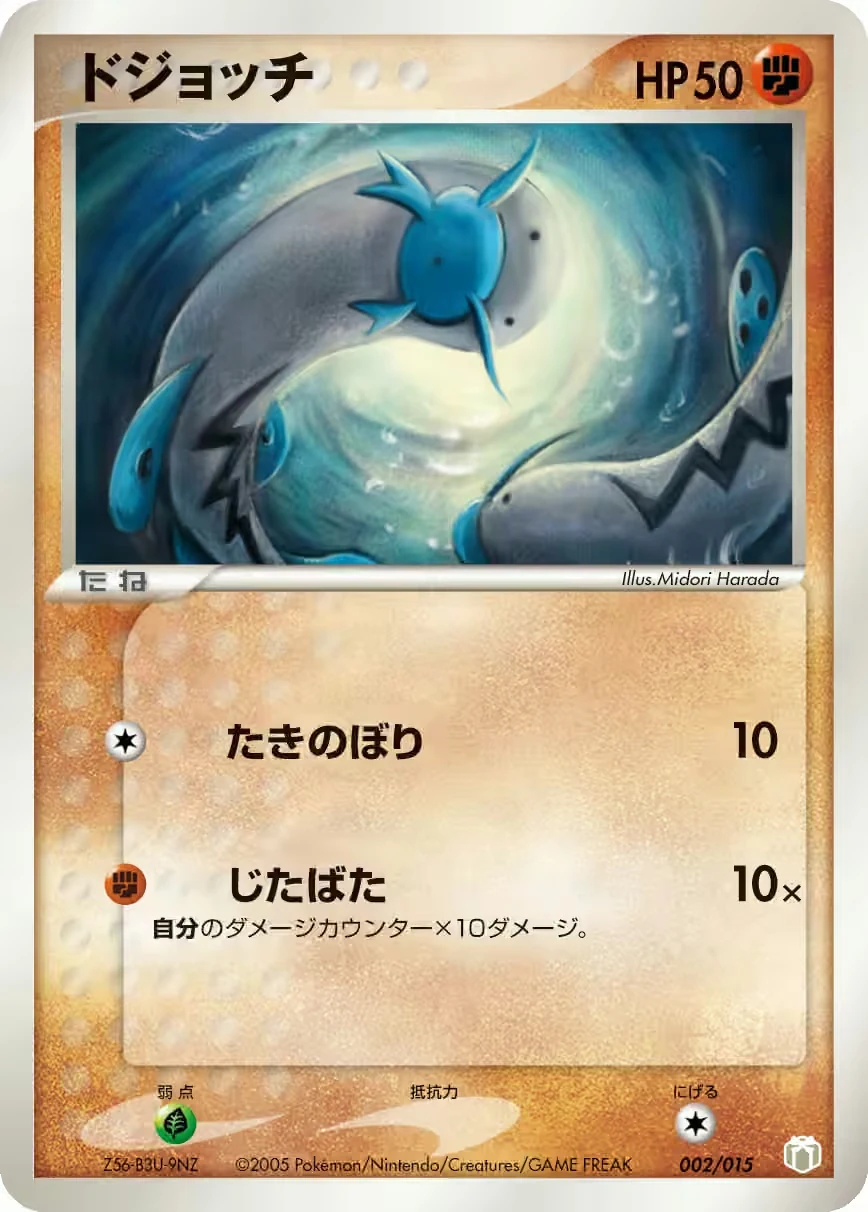 ドジョッチ HP50
たね Illus.Midori Harada
たきのぼり 10
じたばた 10×
自分のダメージカウンター×10ダメージ。
弱点 抵抗力 にげる
Z56-B3U-9NZ ©2005 Pokémon/Nintendo/Creatures/GAME FREAK 002/015